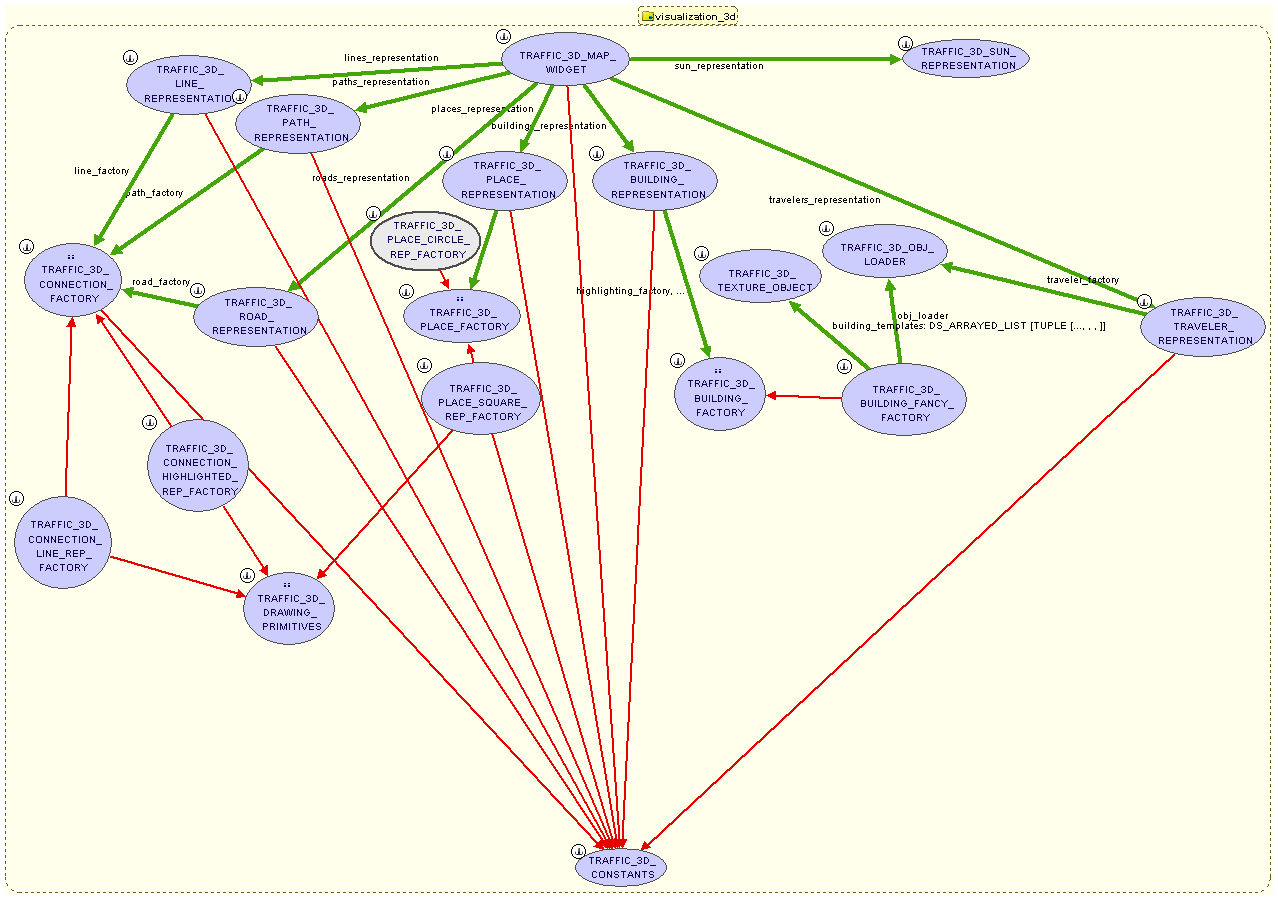 visualization_3d
TRAFFIC_3D_MAP_
WIDGET
TRAFFIC_3D_SUN_
REPRESENTATION
lines_representation
sun_representation
TRAFFIC_3D_
LINE_
REPRESENTATION
paths_representation
TRAFFIC_3D_
PATH_
REPRESENTATION
places_representation
buildings_representation
line_factory
path_factory
roads_representation
TRAFFIC_3D_
PLACE_
REPRESENTATION
TRAFFIC_3D_
BUILDING_
REPRESENTATION
travelers_representation
TRAFFIC_3D_
PLACE_CIRCLE_
REP_FACTORY
TRAFFIC_3D_OBJ_
LOADER
TRAFFIC_3D_
CONNECTION_
FACTORY
road_factory
TRAFFIC_3D_
TEXTURE_OBJECT
traveler_factory
highlighting_factory, ...
TRAFFIC_3D_
ROAD_
REPRESENTATION
TRAFFIC_3D_
PLACE_FACTORY
obj_loader
building_templates: DS_ARRAYED_LIST [TUPLE [..., , , ]]
TRAFFIC_3D_
TRAVELER_
REPRESENTATION
TRAFFIC_3D_
PLACE_SQUARE_
REP_FACTORY
TRAFFIC_3D_
BUILDING_
FACTORY
TRAFFIC_3D_
BUILDING_FANCY_
FACTORY
TRAFFIC_3D_
CONNECTION_
HIGHLIGHTED_
REP_FACTORY
TRAFFIC_3D_
CONNECTION_
LINE_REP_
FACTORY
TRAFFIC_3D_
DRAWING_
PRIMITIVES
TRAFFIC_3D_
CONSTANTS